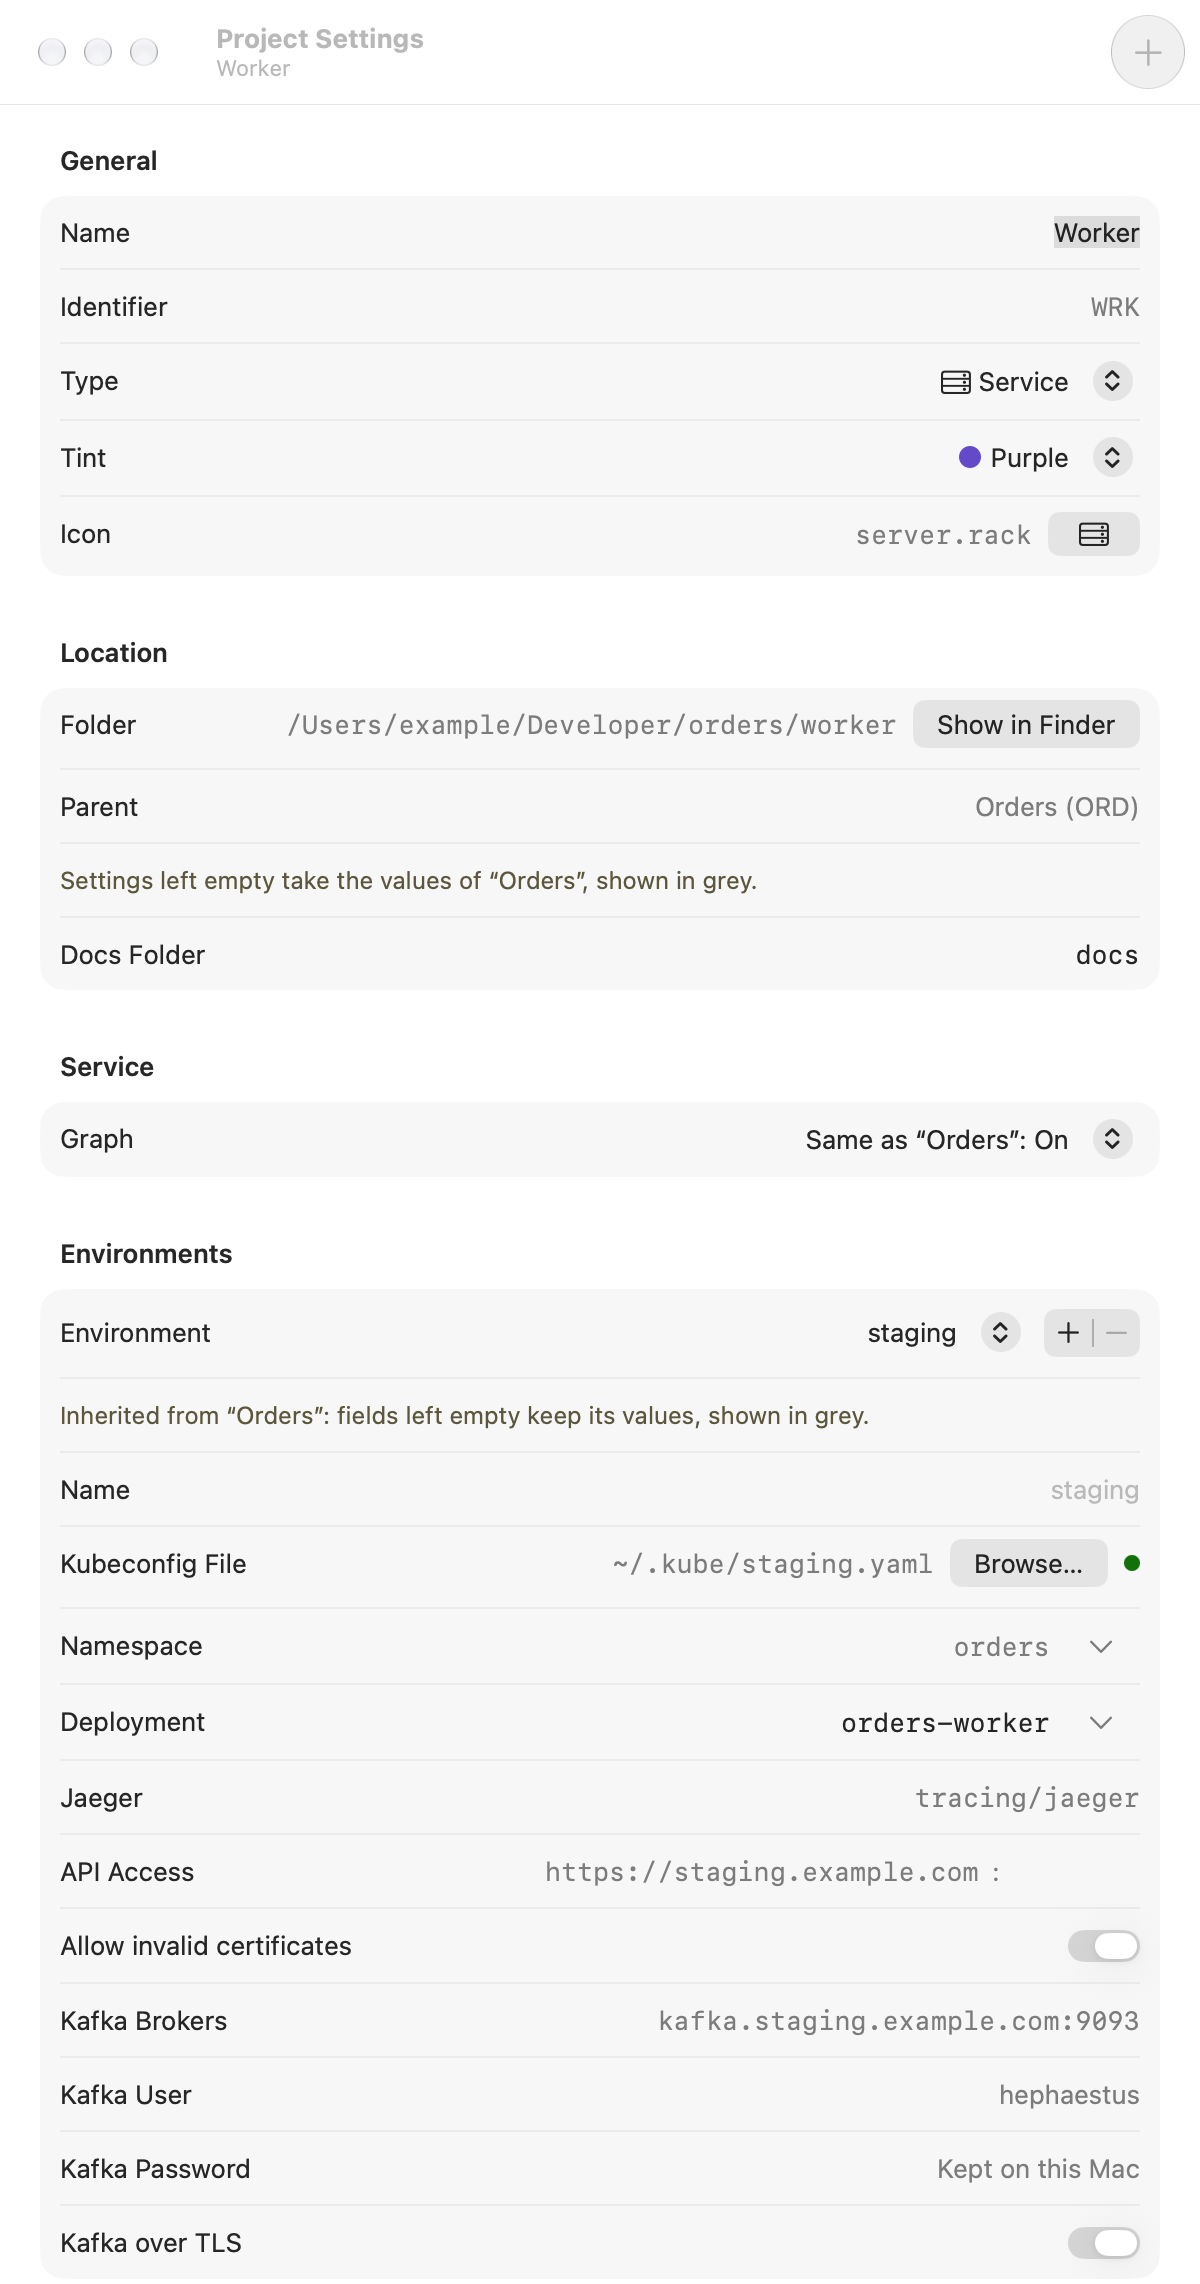 Project Settings
Worker
General
Name Worker
Identifier WRK
Type Service
Tint Purple
Icon server.rack
Location
Folder /Users/example/Developer/orders/worker Show in Finder
Parent Orders (ORD)
Settings left empty take the values of “Orders”, shown in grey.
Docs Folder docs
Service
Graph Same as “Orders”: On
Environments
Environment staging
Inherited from “Orders”: fields left empty keep its values, shown in grey.
Name staging
Kubeconfig File ~/.kube/staging.yaml Browse...
Namespace orders
Deployment orders-worker
Jaeger tracing/jaeger
API Access https://staging.example.com :
Allow invalid certificates
Kafka Brokers kafka.staging.example.com:9093
Kafka User hephaestus
Kafka Password Kept on this Mac
Kafka over TLS